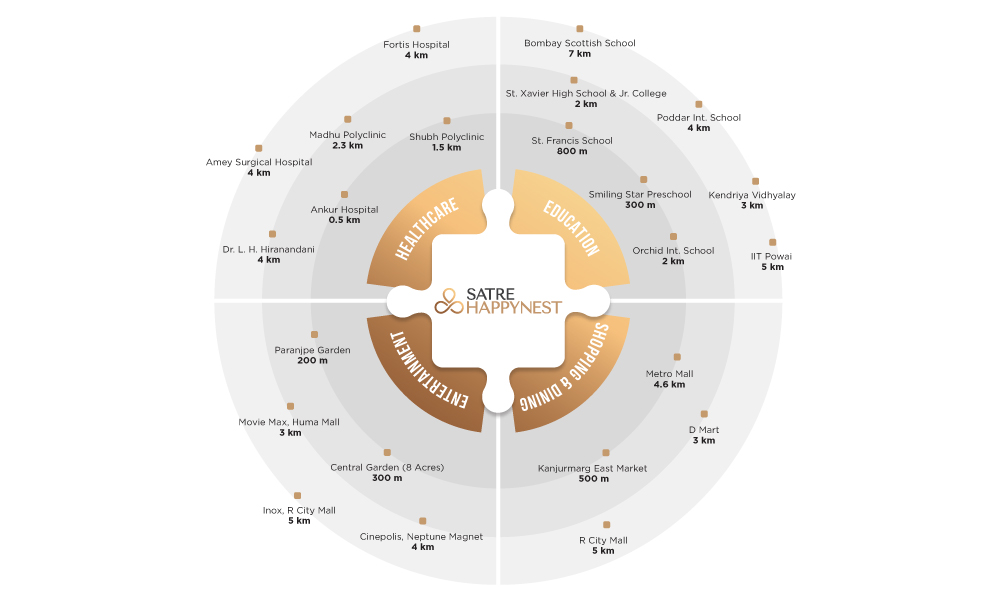 Fortis Hospital
4 km
Madhu Polyclinic
2.3 km
Shubh Polyclinic
1.5 km
Amey Surgical Hospital
4 km
Ankur Hospital
0.5 km
Dr. L. H. Hiranandani
4 km
HEALTHCARE
Bombay Scottish School
7 km
St. Xavier High School & Jr. College
2 km
Poddar Int. School
4 km
St. Francis School
800 m
Smiling Star Preschool
300 m
Kendriya Vidhyalay
3 km
Orchid Int. School
2 km
IIT Powai
5 km
EDUCATION
SATRE
HAPPYNEST
ENTERTAINMENT
Paranjpe Garden
200 m
Movie Max, Huma Mall
3 km
Central Garden (8 Acres)
300 m
Inox, R City Mall
5 km
Cinepolis, Neptune Magnet
4 km
SHOPPING & DINING
Metro Mall
4.6 km
D Mart
3 km
Kanjurmarg East Market
500 m
R City Mall
5 km